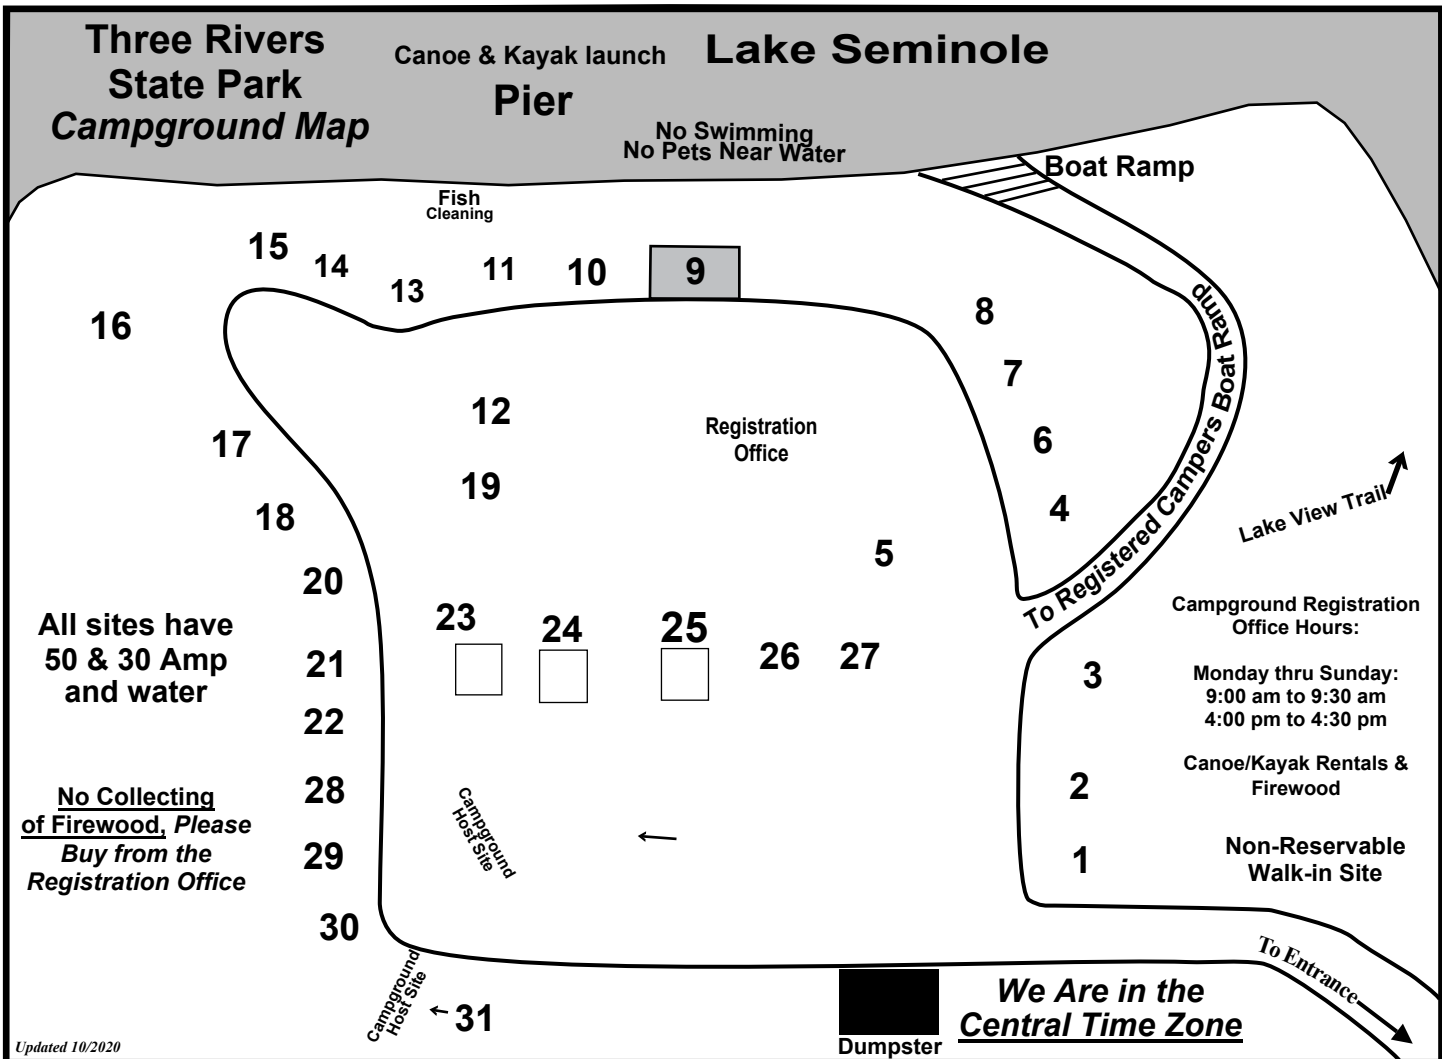 Three Rivers
State Park
Campground Map
Canoe & Kayak launch
Pier
Lake Seminole
No Swimming
No Pets Near Water
Boat Ramp
Fish
Cleaning
15
14
13
11
10
9
16
8
7
12
6
Registration
Office
17
19
4
18
5
To Registered Campers Boat Ramp
Lake View Trail
20
23
24
25
26
27
All sites have
50 & 30 Amp
and water
21
22
3
Campground Registration
Office Hours:
Monday thru Sunday:
9:00 am to 9:30 am
4:00 pm to 4:30 pm
Canoe/Kayak Rentals &
Firewood
28
2
No Collecting
of Firewood, Please
Buy from the
Registration Office
29
Campground
Host Site
1
Non-Reservable
Walk-in Site
30
To Entrance
Campground
Host Site
31
Dumpster
We Are in the
Central Time Zone
Updated 10/2020